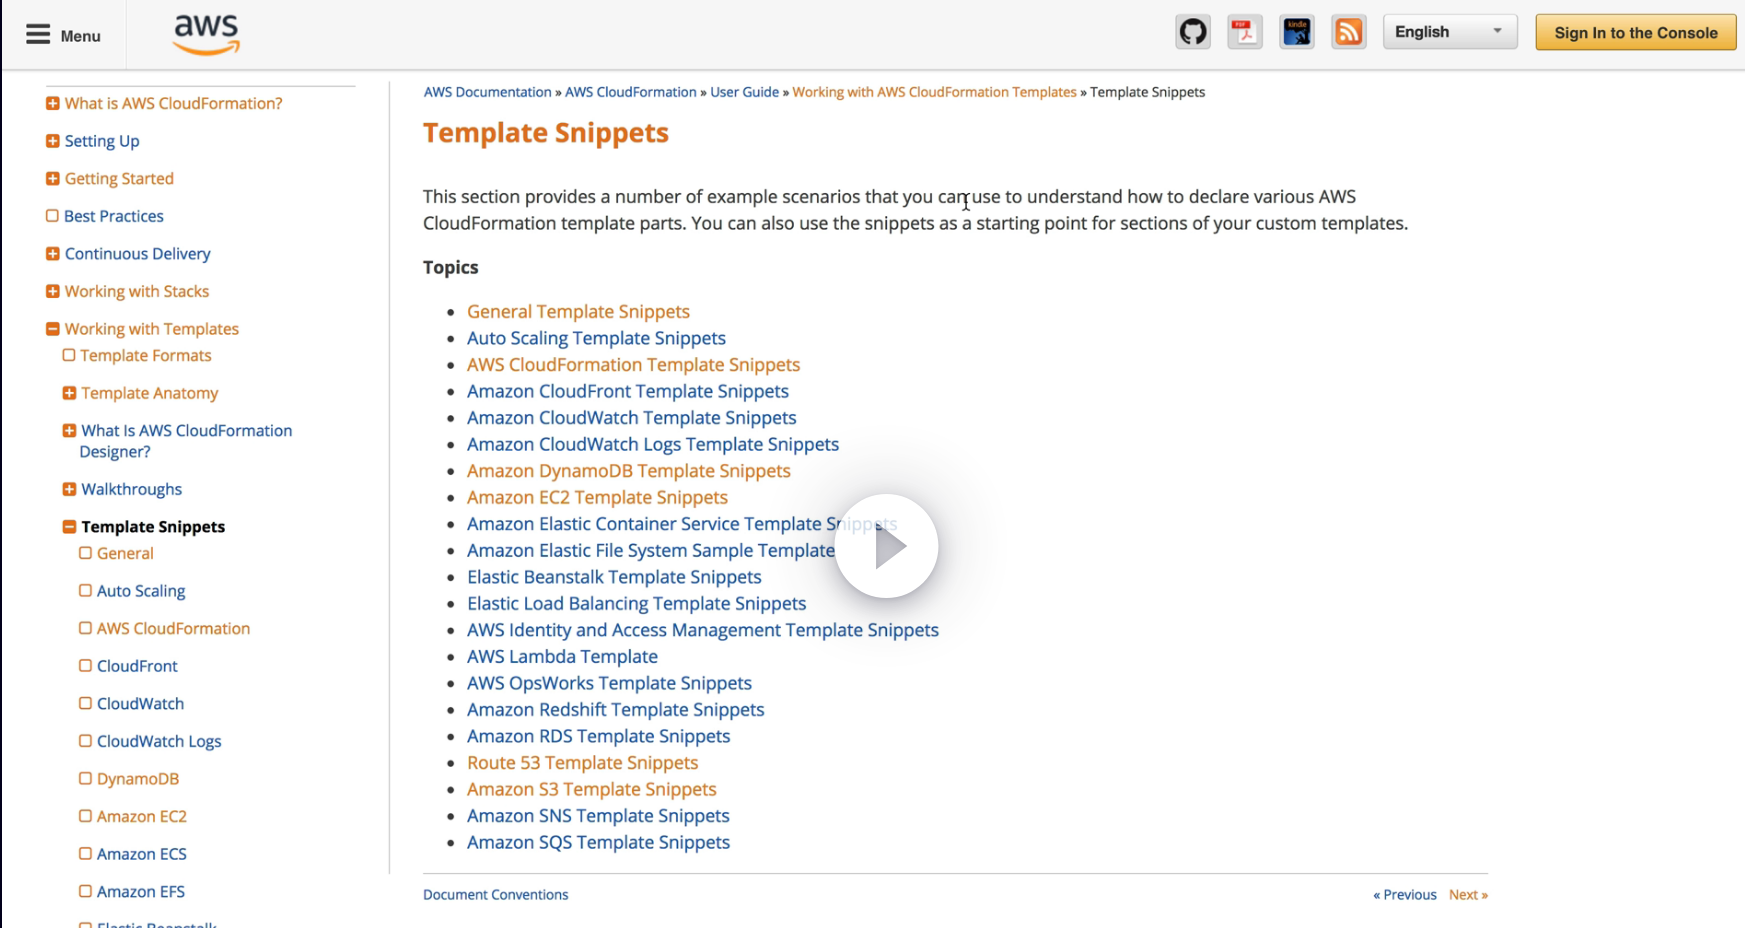 Menu
aws
PDF
kindle
English
Sign In to the Console
What is AWS CloudFormation?
Setting Up
Getting Started
Best Practices
Continuous Delivery
Working with Stacks
Working with Templates
Template Formats
Template Anatomy
What Is AWS CloudFormation
Designer?
Walkthroughs
Template Snippets
General
Auto Scaling
AWS CloudFormation
CloudFront
CloudWatch
CloudWatch Logs
DynamoDB
Amazon EC2
Amazon ECS
Amazon EFS
Elastic Beanstalk
AWS Documentation » AWS CloudFormation » User Guide » Working with AWS CloudFormation Templates » Template Snippets
Template Snippets
This section provides a number of example scenarios that you can use to understand how to declare various AWS
CloudFormation template parts. You can also use the snippets as a starting point for sections of your custom templates.
Topics
General Template Snippets
Auto Scaling Template Snippets
AWS CloudFormation Template Snippets
Amazon CloudFront Template Snippets
Amazon CloudWatch Template Snippets
Amazon CloudWatch Logs Template Snippets
Amazon DynamoDB Template Snippets
Amazon EC2 Template Snippets
Amazon Elastic Container Service Template Snippets
Amazon Elastic File System Sample Template
Elastic Beanstalk Template Snippets
Elastic Load Balancing Template Snippets
AWS Identity and Access Management Template Snippets
AWS Lambda Template
AWS OpsWorks Template Snippets
Amazon Redshift Template Snippets
Amazon RDS Template Snippets
Route 53 Template Snippets
Amazon S3 Template Snippets
Amazon SNS Template Snippets
Amazon SQS Template Snippets
Document Conventions
« Previous Next »